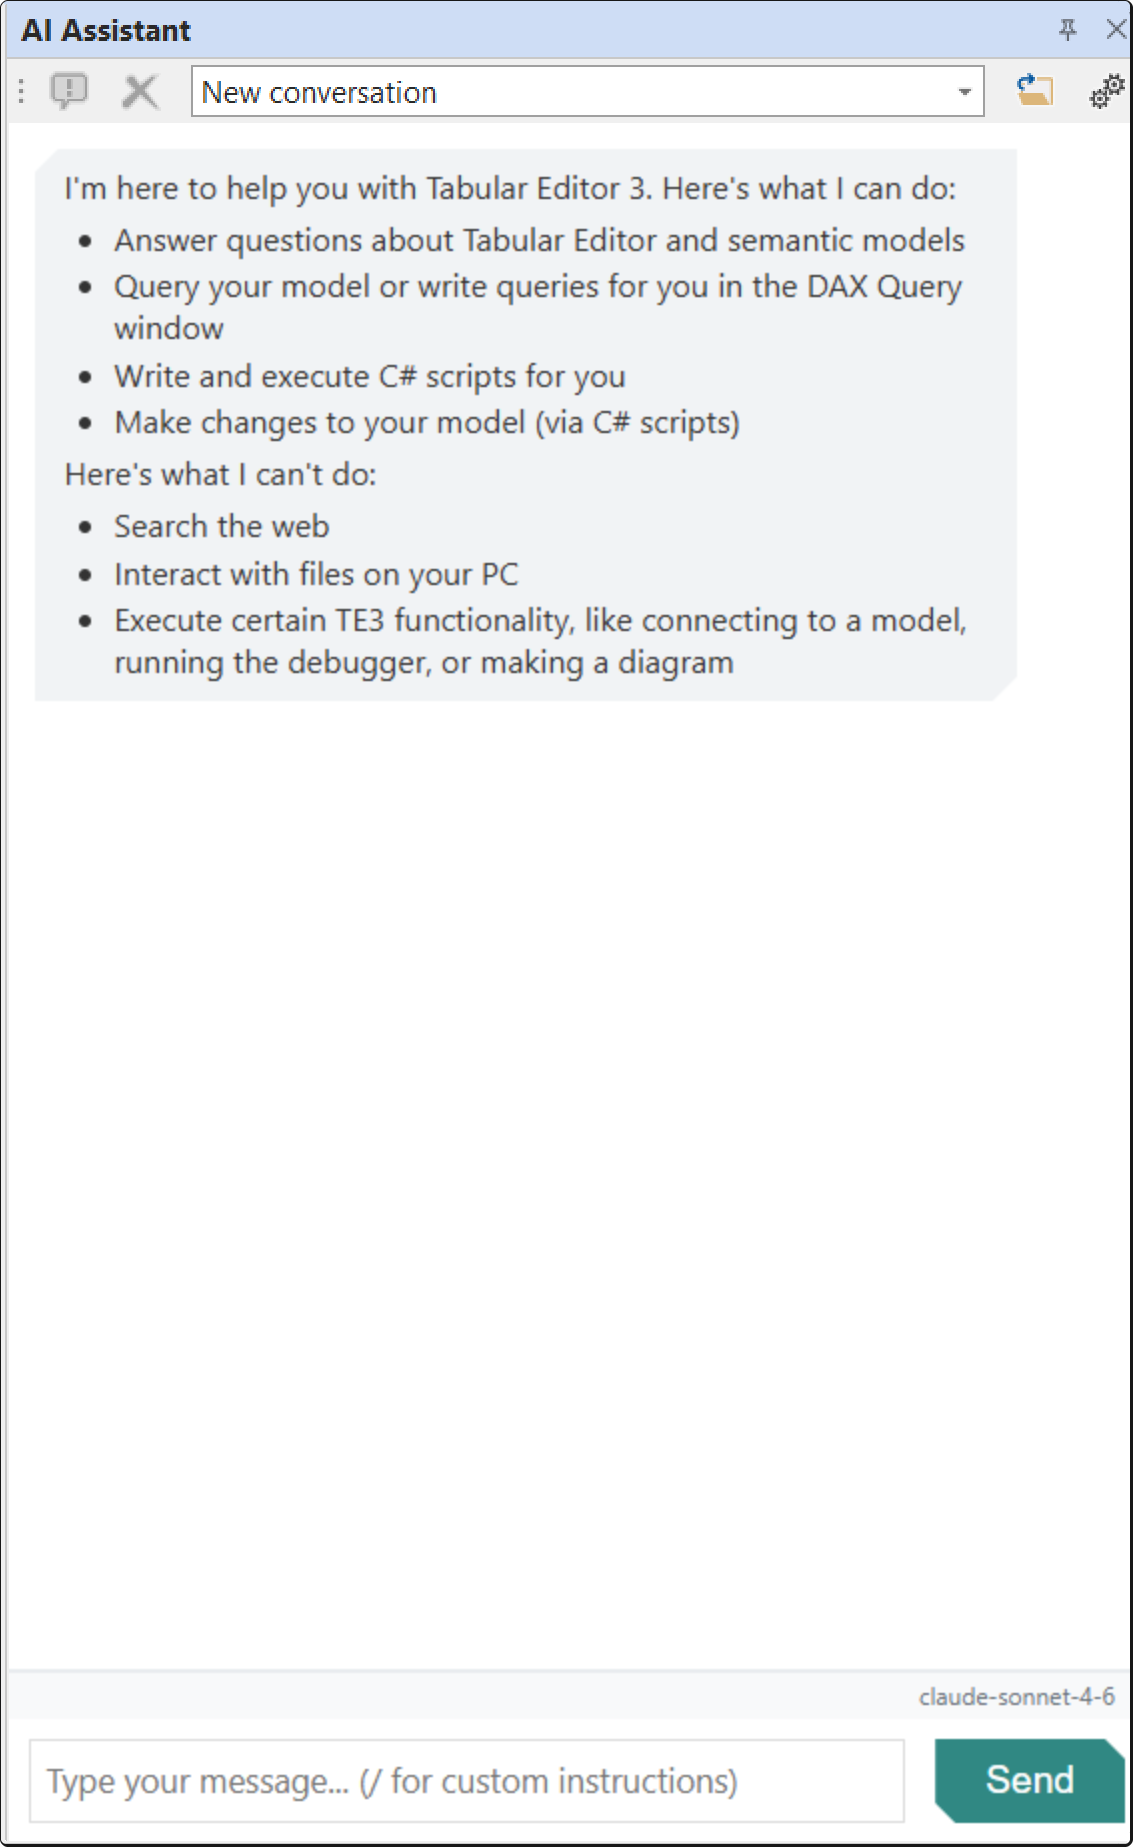 AI Assistant
New conversation
I'm here to help you with Tabular Editor 3. Here's what I can do:
• Answer questions about Tabular Editor and semantic models
• Query your model or write queries for you in the DAX Query
window
• Write and execute C# scripts for you
• Make changes to your model (via C# scripts)
Here's what I can't do:
• Search the web
• Interact with files on your PC
• Execute certain TE3 functionality, like connecting to a model,
running the debugger, or making a diagram
claude-sonnet-4-6
Type your message... (/ for custom instructions)
Send